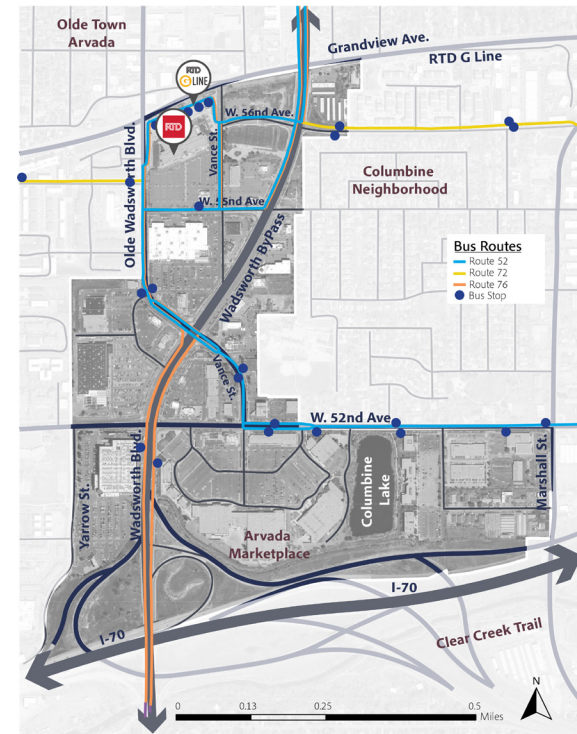 Olde Town
Arvada
Grandview Ave.
RTD G Line
RTD
G LINE
RTD
W. 56th Ave.
Vance St.
Olde Wadsworth Blvd.
W. 55th Ave
Columbine
Neighborhood
Wadsworth ByPass
Bus Routes
Route 52
Route 72
Route 76
Bus Stop
Vance St.
W. 52nd Ave
Yarrow St.
Wadsworth Blvd.
Columbine
Lake
Marshall St.
Arvada
Marketplace
I-70
I-70
Clear Creek Trail
N
0 0.13 0.25 0.5
Miles